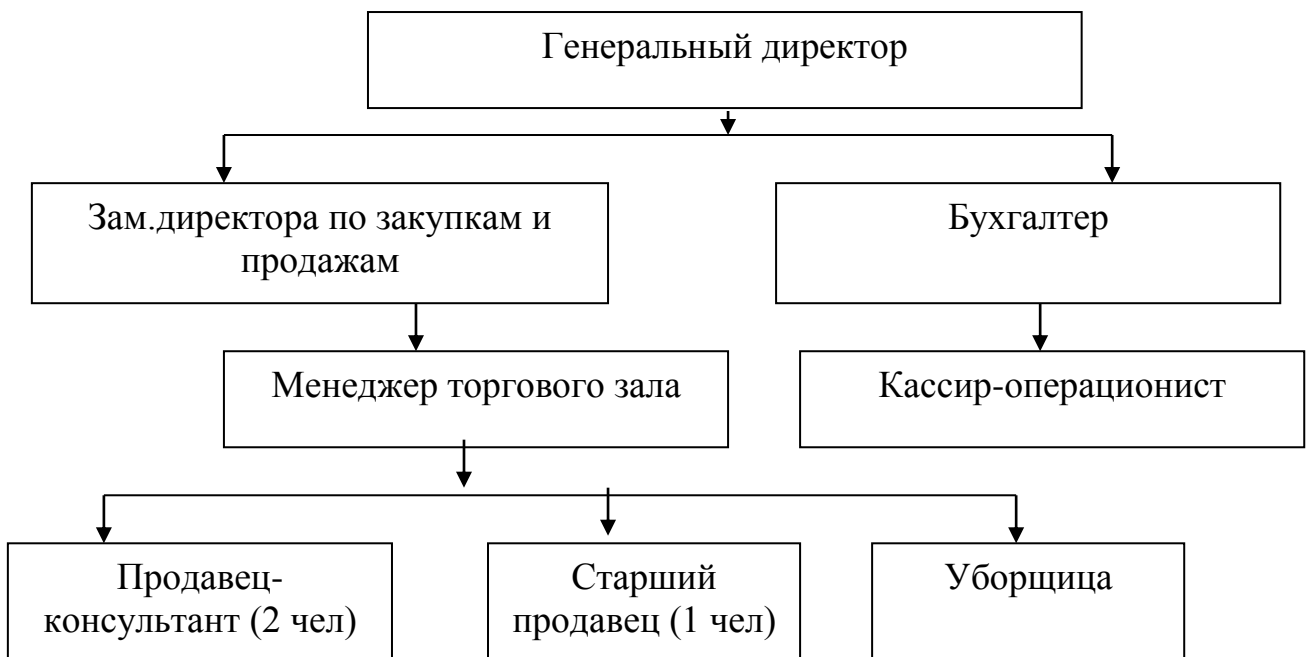 Генеральный директор
Зам.директора по закупкам и
продажам
Бухгалтер
Менеджер торгового зала
Кассир-операционист
Продавец-
консультант (2 чел)
Старший
продавец (1 чел)
Уборщица